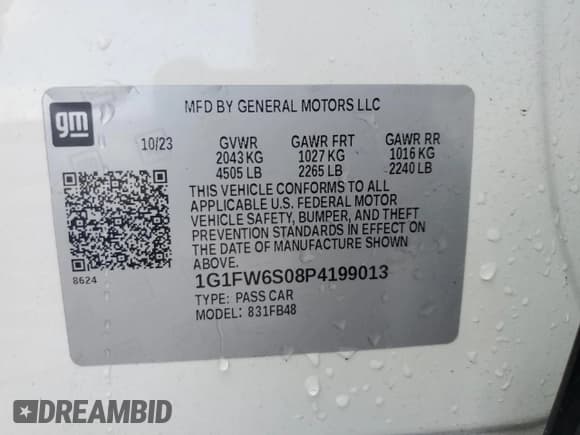 gm
MFD BY GENERAL MOTORS LLC
10/23 GVWR GAWR FRT GAWR RR
2043 KG 1027 KG 1016 KG
4505 LB 2265 LB 2240 LB
THIS VEHICLE CONFORMS TO ALL
APPLICABLE U.S. FEDERAL MOTOR
VEHICLE SAFETY, BUMPER, AND THEFT
PREVENTION STANDARDS IN EFFECT ON
THE DATE OF MANUFACTURE SHOWN
ABOVE.
8624
1G1FW6S08P4199013
TYPE: PASS CAR
MODEL: 831FB48
DREAMBID